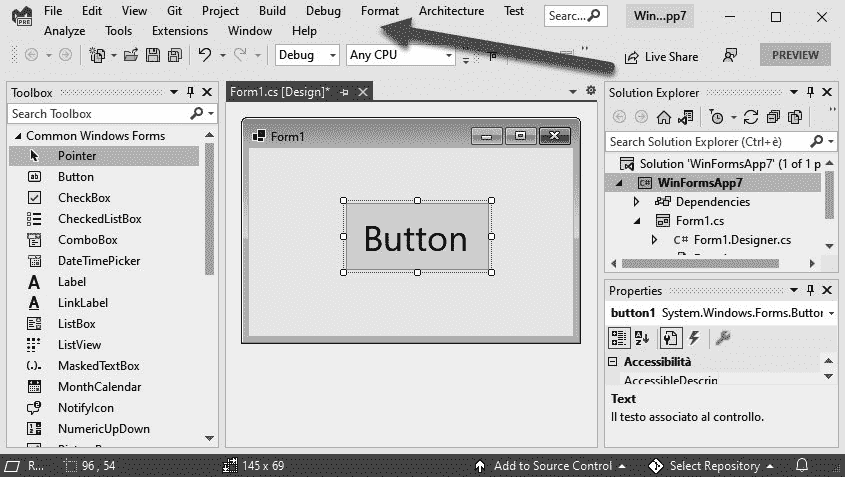 File Edit View Git Project Build Debug Format Architecture Test Searc... Win...pp7
PRE
Analyze Tools Extensions Window Help
Debug Any CPU Live Share PREVIEW
Toolbox
Search Toolbox
Common Windows Forms
Pointer
Button
CheckBox
CheckedListBox
ComboBox
DateTimePicker
Label
LinkLabel
ListBox
ListView
MaskedTextBox
MonthCalendar
NotifyIcon
NumericUpDown
Form1.cs [Design]*
Form1
Button
Solution Explorer
Search Solution Explorer (Ctrl+è)
Solution 'WinFormsApp7' (1 of 1 p
WinFormsApp7
Dependencies
Form1.cs
C# Form1.Designer.cs
Properties
button1 System.Windows.Forms.Button
Accessibilità
AccessibleDescrip
Text
Il testo associato al controllo.
R... 96 , 54 145 x 69 Add to Source Control Select Repository